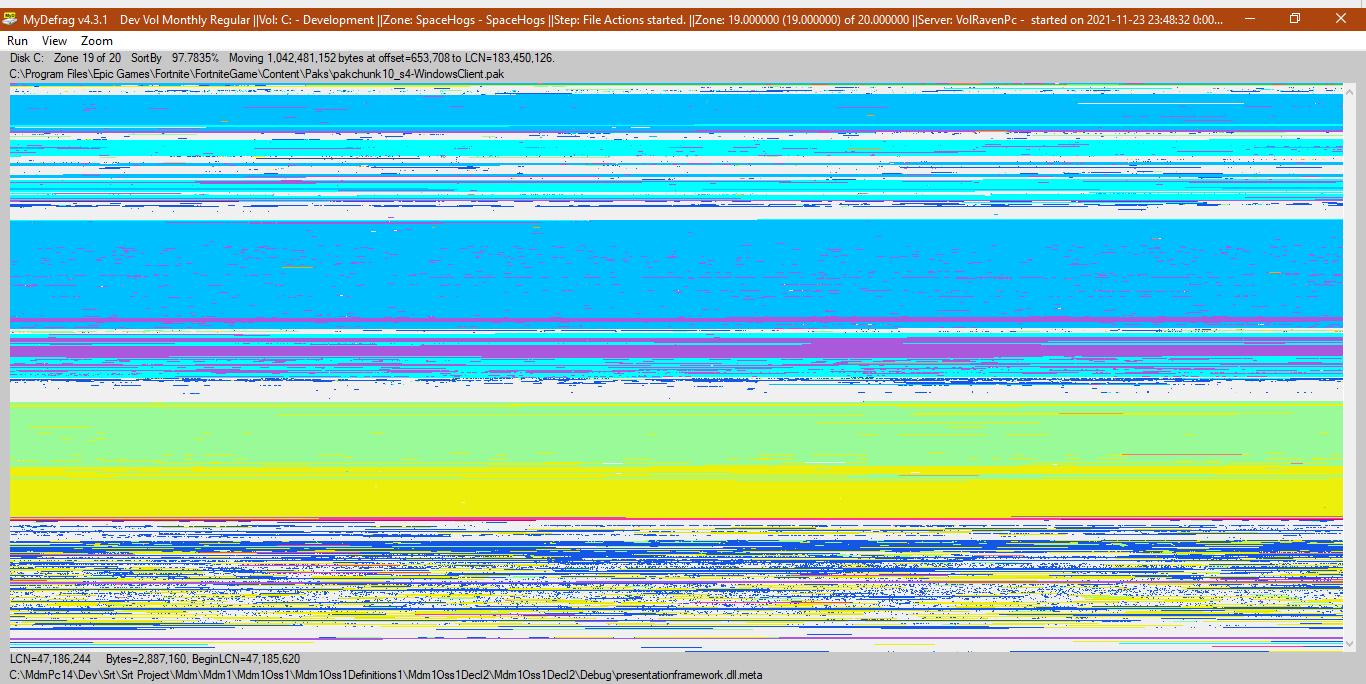 MyDefrag v4.3.1 Dev Vol Monthly Regular ||Vol: C: - Development ||Zone: SpaceHogs - SpaceHogs ||Step: File Actions started. ||Zone: 19.000000 (19.000000) of 20.000000 ||Server: VolRavenPc - started on 2021-11-23 23:48:32 0:00...
Run View Zoom
Disk C: Zone 19 of 20 SortBy 97.7835% Moving 1,042,481,152 bytes at offset=653,708 to LCN=183,450,126.
C:\Program Files\Epic Games\Fortnite\FortniteGame\Content\Paks\pakchunk10_s4-WindowsClient.pak
LCN=47,186,244 Bytes=2,887,160, BeginLCN=47,185,620
C:\MdmPc14\Dev\Srt\Srt Project\Mdm\Mdm1\Mdm1Oss1\Mdm1Oss1Definitions1\Mdm1Oss1Decl2\Mdm1Oss1Decl2\Debug\presentationframework.dll.meta